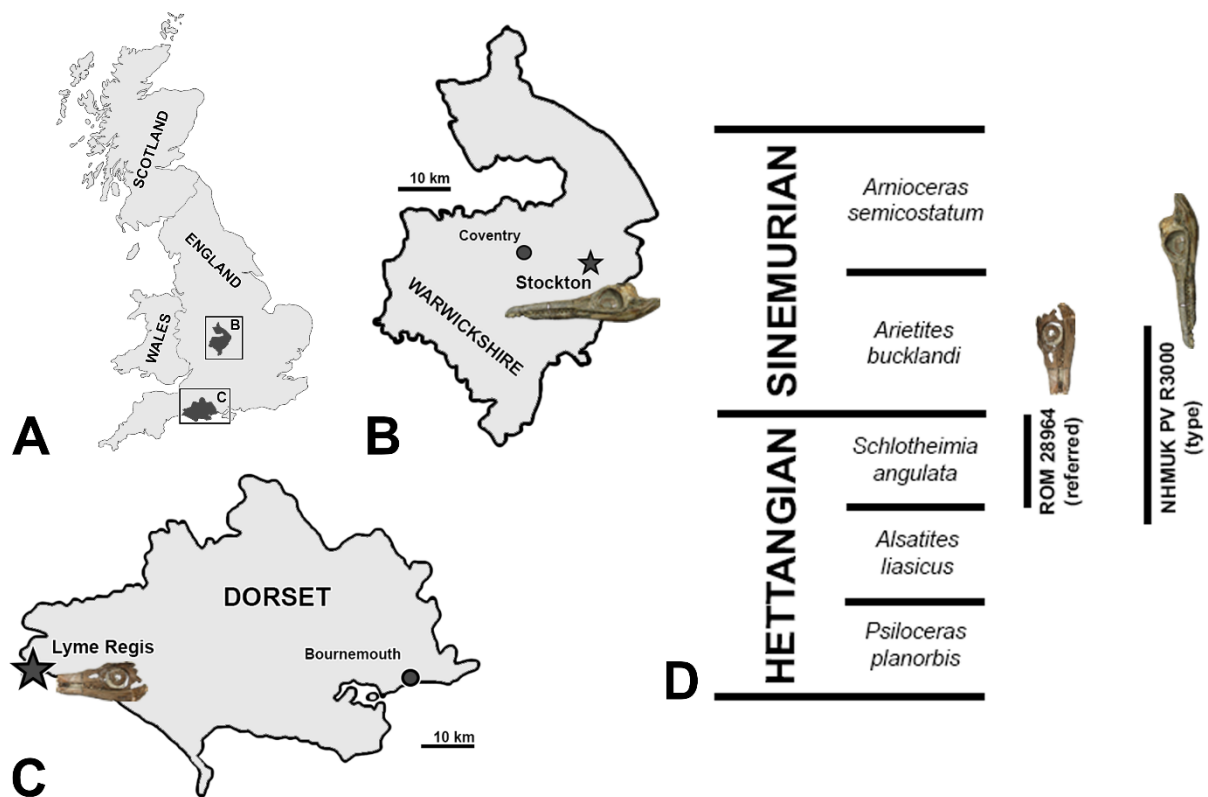 SCOTLAND
ENGLAND
WALES
B
C
A
10 km
Coventry
Stockton
WARWICKSHIRE
B
DORSET
Lyme Regis
Bournemouth
10 km
C
SINEMURIAN
HETTANGIAN
Arnioceras
semicostatum
Arietites
bucklandi
Schlotheimia
angulata
Alsatites
liasicus
Psiloceras
planorbis
ROM 28964
(referred)
NHMUK PV R3000
(type)
D